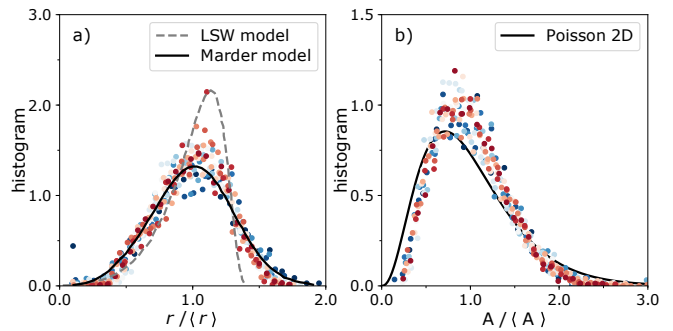 a)
LSW model
Marder model
3.0
2.0
1.0
0.0
histogram
0.0
1.0
2.0
r / ⟨ r ⟩
b)
Poisson 2D
1.5
1.0
0.5
0.0
histogram
0.0
1.0
2.0
3.0
A / ⟨ A ⟩